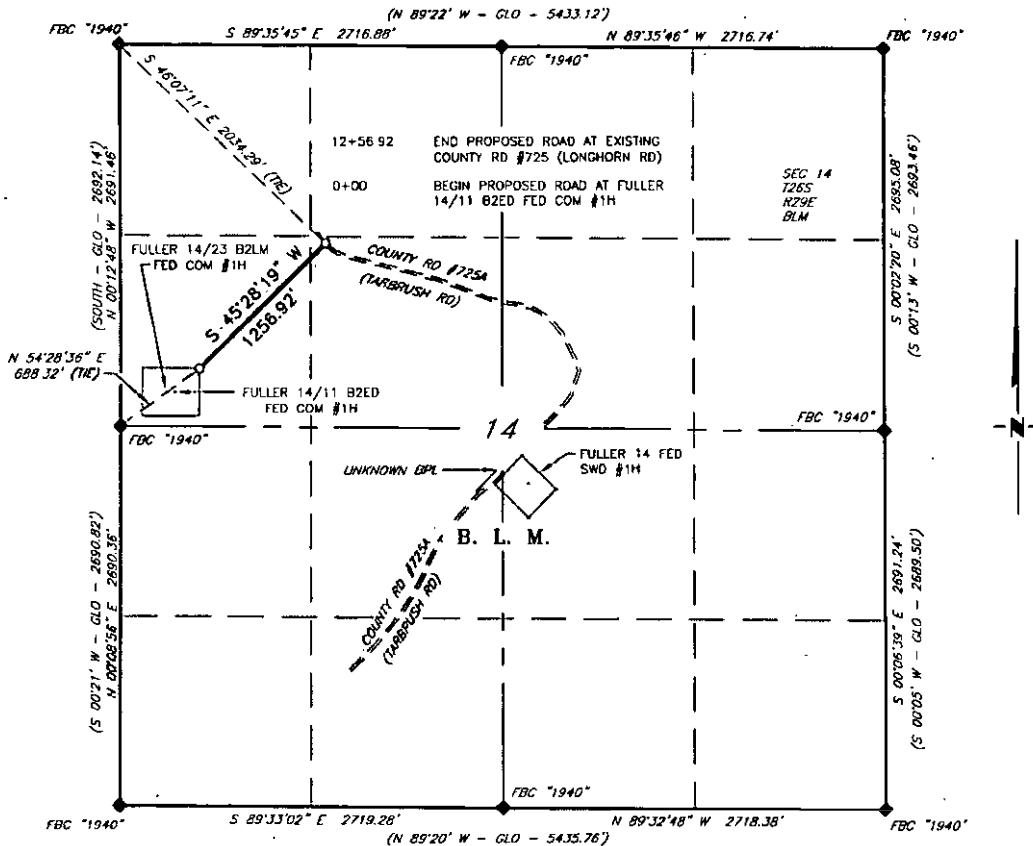 (N 89°22' W - GLO - 5433.12')
FBC "1940"
S 89°35'45" E 2716.88'
N 89°35'46" W 2716.74'
FBC "1940"
FBC "1940"
S 46°07'11" E 2034.29' (TIE)
12+56.92 END PROPOSED ROAD AT EXISTING
COUNTY RD #725 (LONGHORN RD)
0+00 BEGIN PROPOSED ROAD AT FULLER
14/11 B2ED FED COM #1H
SEC 14
T26S
R29E
BLM
(SOUTH - GLO - 2692.14')
N 00°12'48" W 2691.46'
S 00°02'20" E 2695.08'
(S 00°13' W - GLO - 2693.46')
FULLER 14/23 B2LM
FED COM #1H
S 45°28'19" W
1256.92'
COUNTY RD #725A
(TARBRUSH RD)
N 54°28'36" E
688.32' (TIE)
FULLER 14/11 B2ED
FED COM #1H
FBC "1940"
14
FBC "1940"
N
UNKNOWN BPL
FULLER 14 FED
SWD #1H
B. L. M.
COUNTY RD #725A
(TARBRUSH RD)
(S 00°21' W - GLO - 2690.82')
N 00°08'56" E 2690.36'
S 00°06'39" E 2691.24'
(S 00°05' W - GLO - 2689.50')
FBC "1940"
FBC "1940"
S 89°33'02" E 2719.28'
N 89°32'48" W 2718.38'
FBC "1940"
(N 89°20' W - GLO - 5435.76')